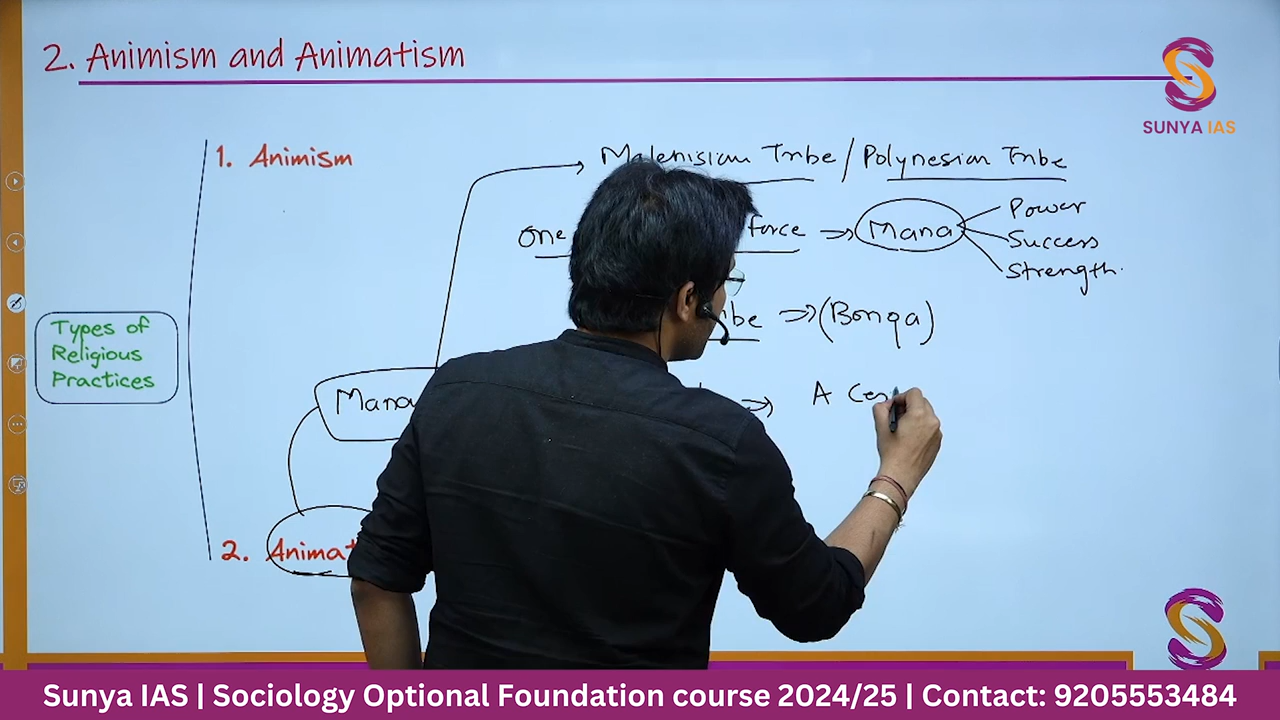 2. Animism and Animatism
SUNYA IAS
1. Animism
Melenisian Tribe / Polynesian Tribe
one force => Mana
Power
Success
Strength.
=> (Bonga)
Types of
Religious
Practices
Mana
=> A
2.
Sunya IAS | Sociology Optional Foundation course 2024/25 | Contact: 9205553484